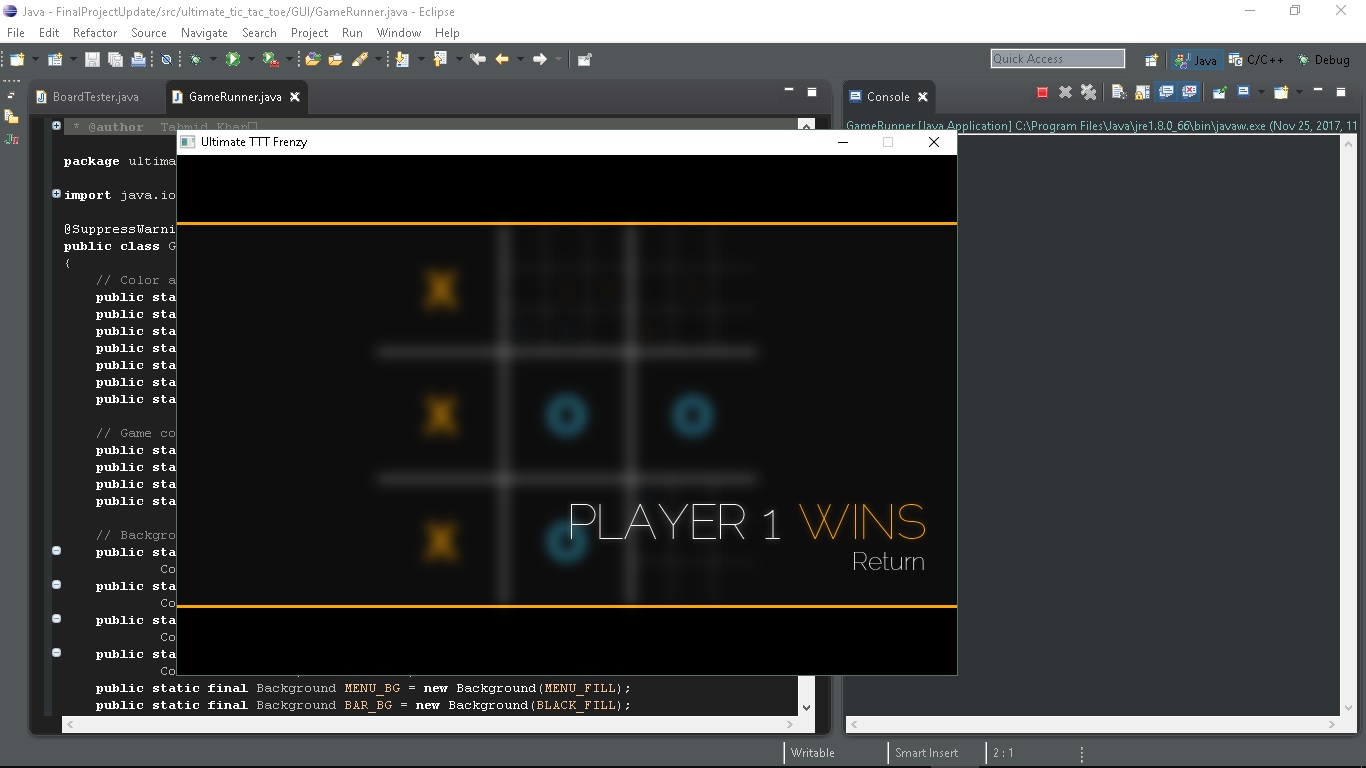 Java - FinalProjectUpdate/src/ultimate_tic_tac_toe/GUI/GameRunner.java - Eclipse
File Edit Refactor Source Navigate Search Project Run Window Help
Quick Access Java C/C++ Debug
BoardTester.java GameRunner.java Console
* @author Tahmid Khan
GameRunner [Java Application] C:\Program Files\Java\jre1.8.0_66\bin\javaw.exe (Nov 25, 2017, 11
Ultimate TTT Frenzy
package ultima
import java.io
@SuppressWarni
public class G
{
// Color a
public sta
public sta
public sta
public sta
public sta
public sta
public sta
// Game co
public sta
public sta
public sta
public sta
// Backgro
public sta
Co
public sta
Co
public sta
Co
public sta
Co
public static final Background MENU_BG = new Background(MENU_FILL);
public static final Background BAR_BG = new Background(BLACK_FILL);
X
X O O
X O
PLAYER 1 WINS
Return
Writable Smart Insert 2 : 1